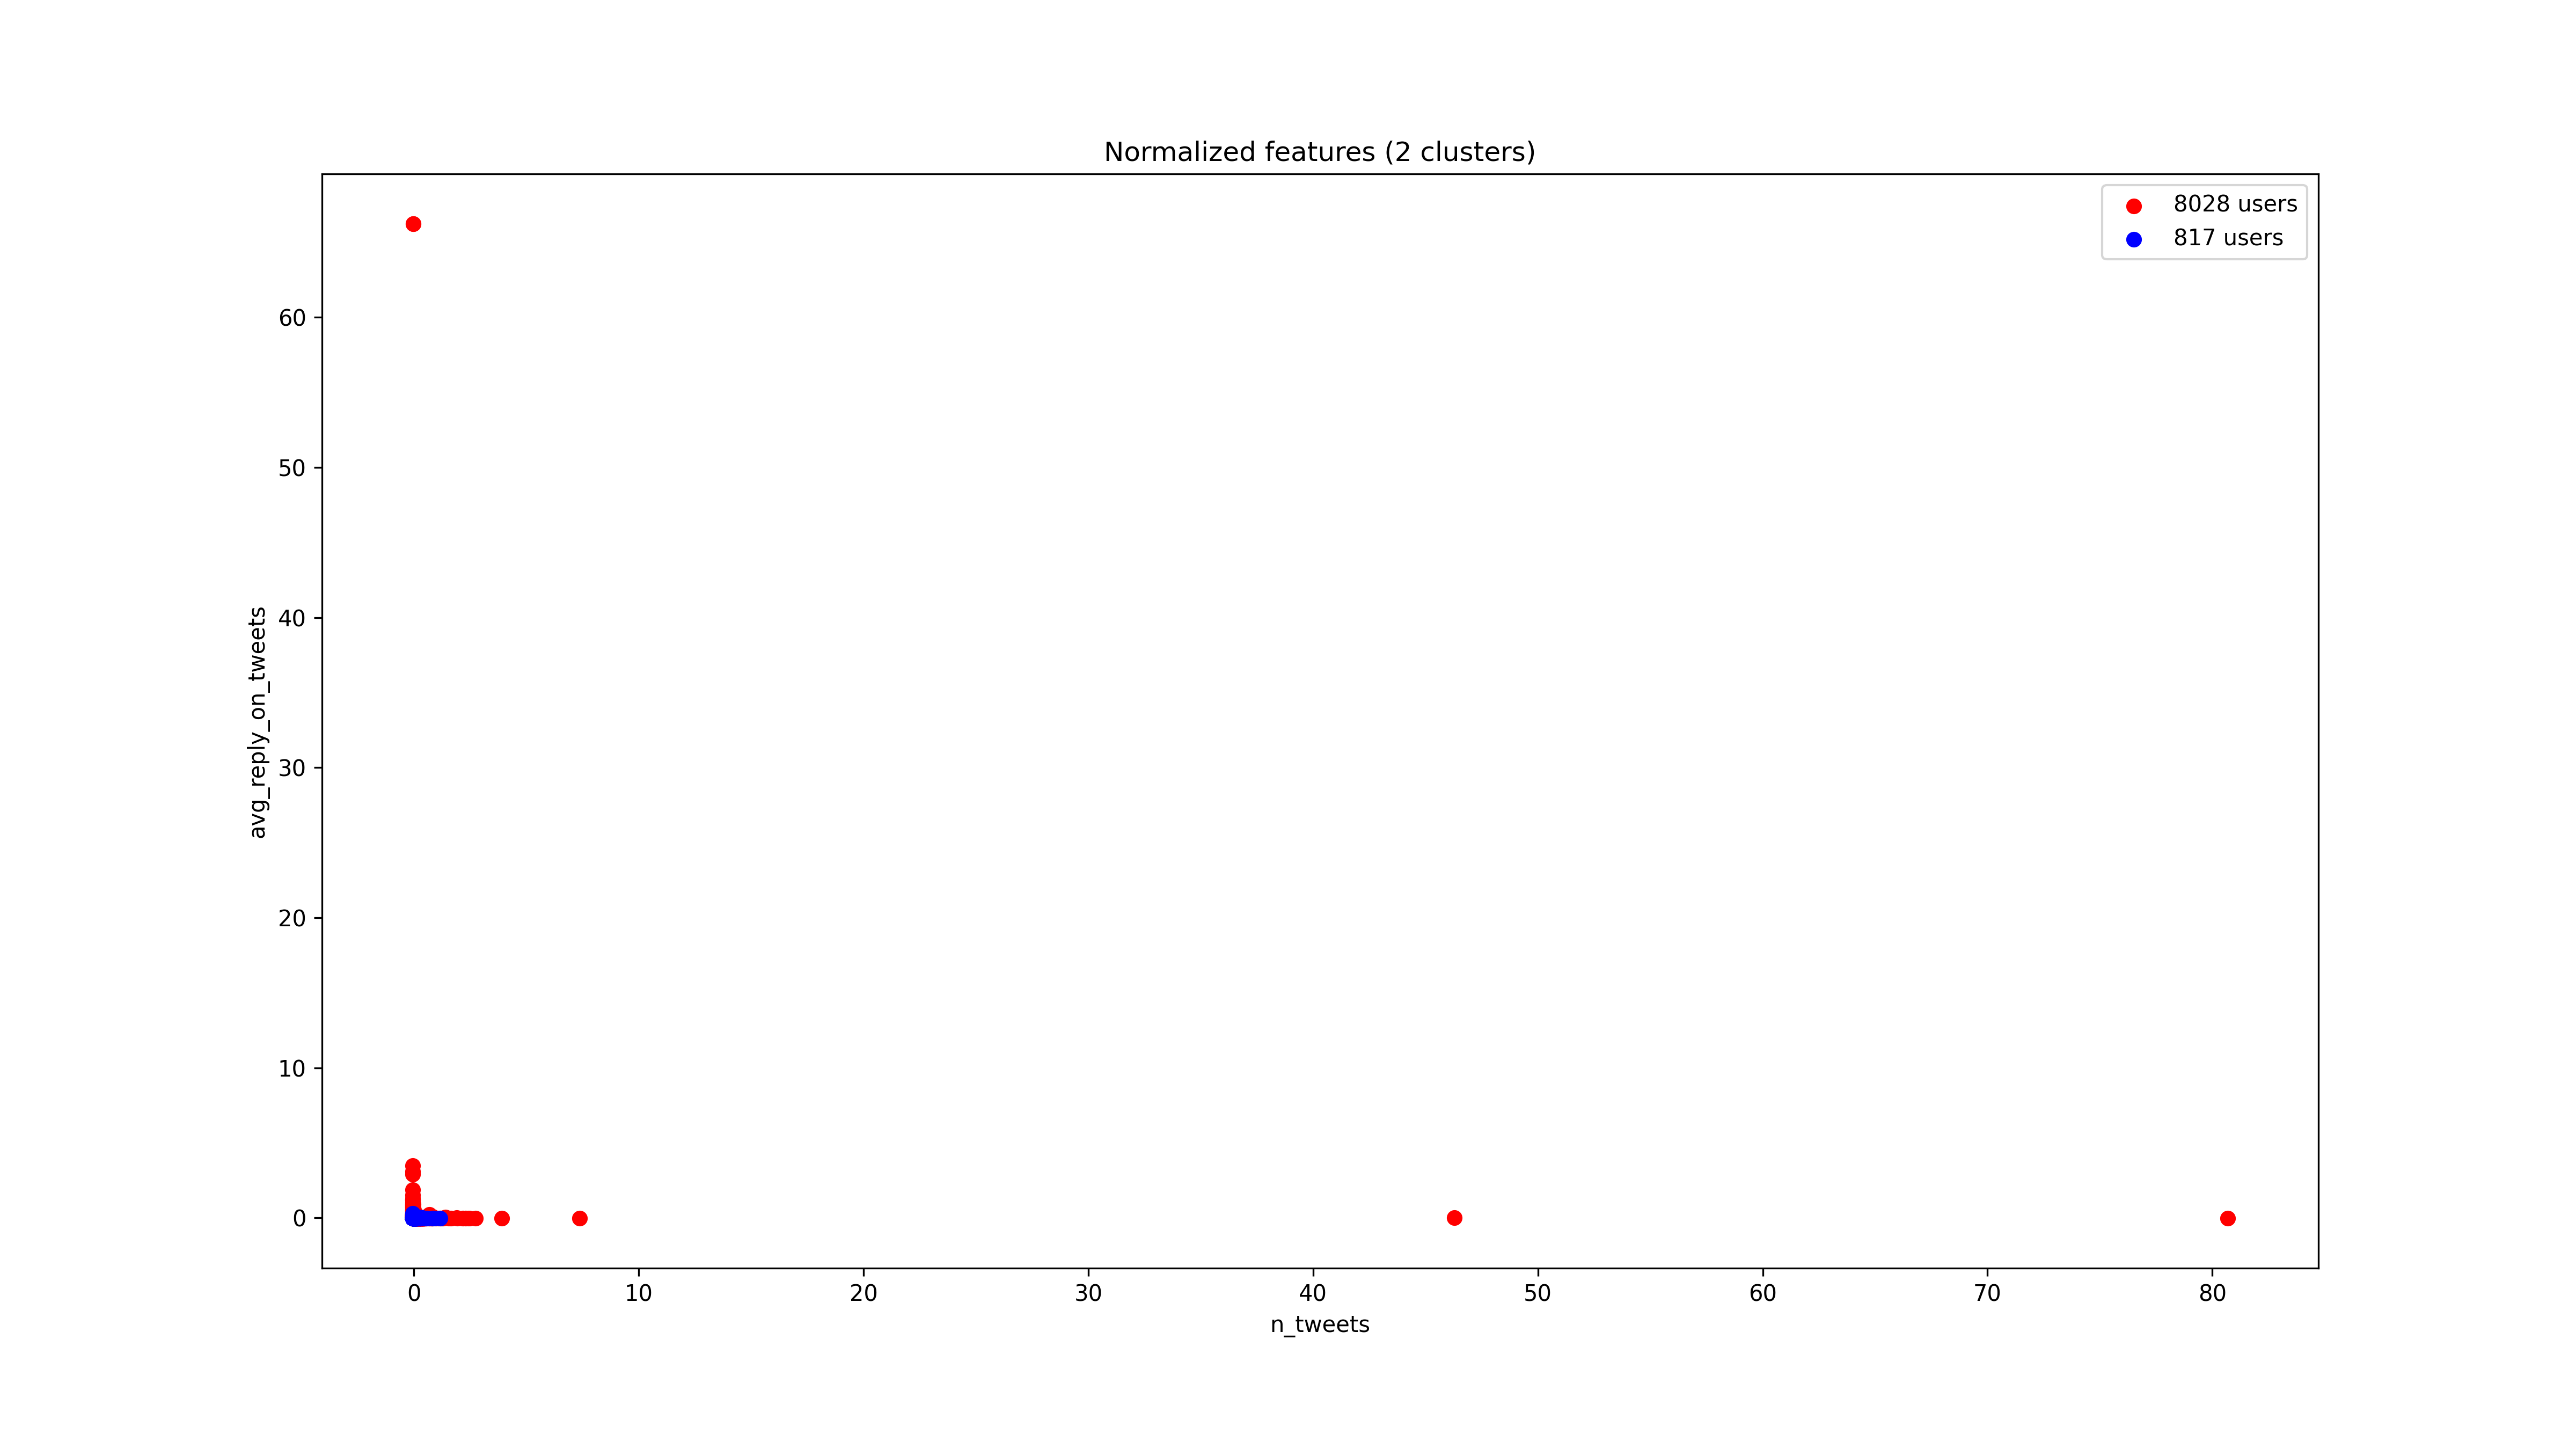 Normalized features (2 clusters)
8028 users
817 users
avg_reply_on_tweets
60
50
40
30
20
10
0
0 10 20 30 40 50 60 70 80
n_tweets